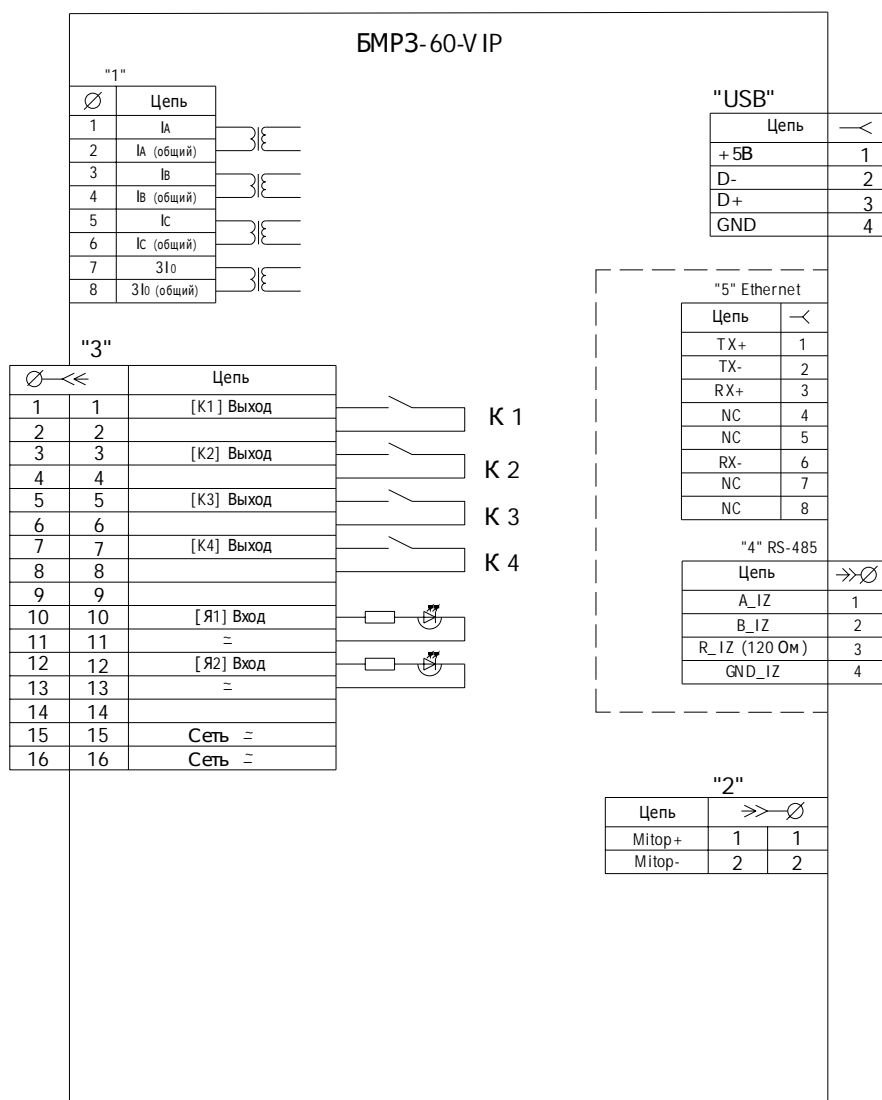 БМРЗ-60-VIP
"1"
Цепь
1 IA
2 IA (общий)
3 IB
4 IB (общий)
5 IC
6 IC (общий)
7 3I0
8 3I0 (общий)
"3"
Цепь
1 1 [К1] Выход
К 1
2 2
3 3 [К2] Выход
К 2
4 4
5 5 [К3] Выход
К 3
6 6
7 7 [К4] Выход
К 4
8 8
9 9
10 10 [Я1] Вход
11 11 ≃
12 12 [Я2] Вход
13 13 ≃
14 14
15 15 Сеть ≃
16 16 Сеть ≃
"USB"
Цепь
+5В 1
D- 2
D+ 3
GND 4
"5" Ethernet
Цепь
TX+ 1
TX- 2
RX+ 3
NC 4
NC 5
RX- 6
NC 7
NC 8
"4" RS-485
Цепь
A_IZ 1
B_IZ 2
R_IZ (120 Ом) 3
GND_IZ 4
"2"
Цепь
Mitop+ 1 1
Mitop- 2 2